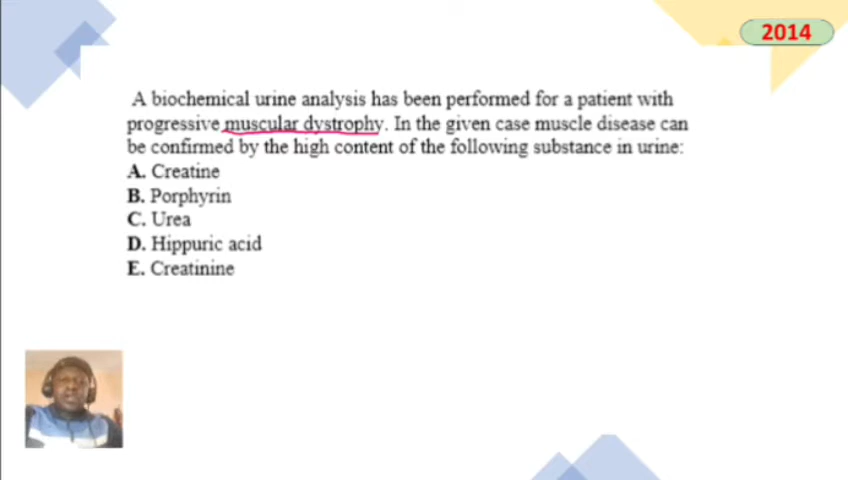 2014
A biochemical urine analysis has been performed for a patient with
progressive muscular dystrophy. In the given case muscle disease can
be confirmed by the high content of the following substance in urine:
A. Creatine
B. Porphyrin
C. Urea
D. Hippuric acid
E. Creatinine